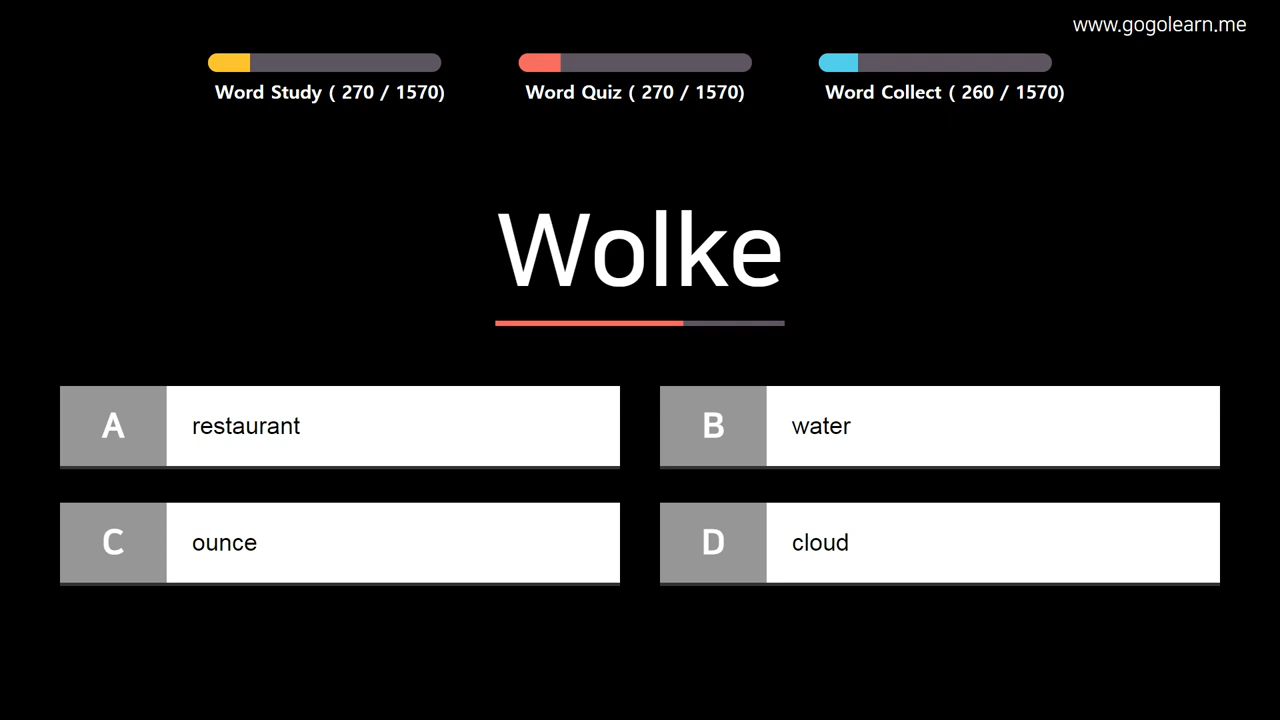 www.gogolearn.me
Word Study ( 270 / 1570)
Word Quiz ( 270 / 1570)
Word Collect ( 260 / 1570)
Wolke
A restaurant
B water
C ounce
D cloud